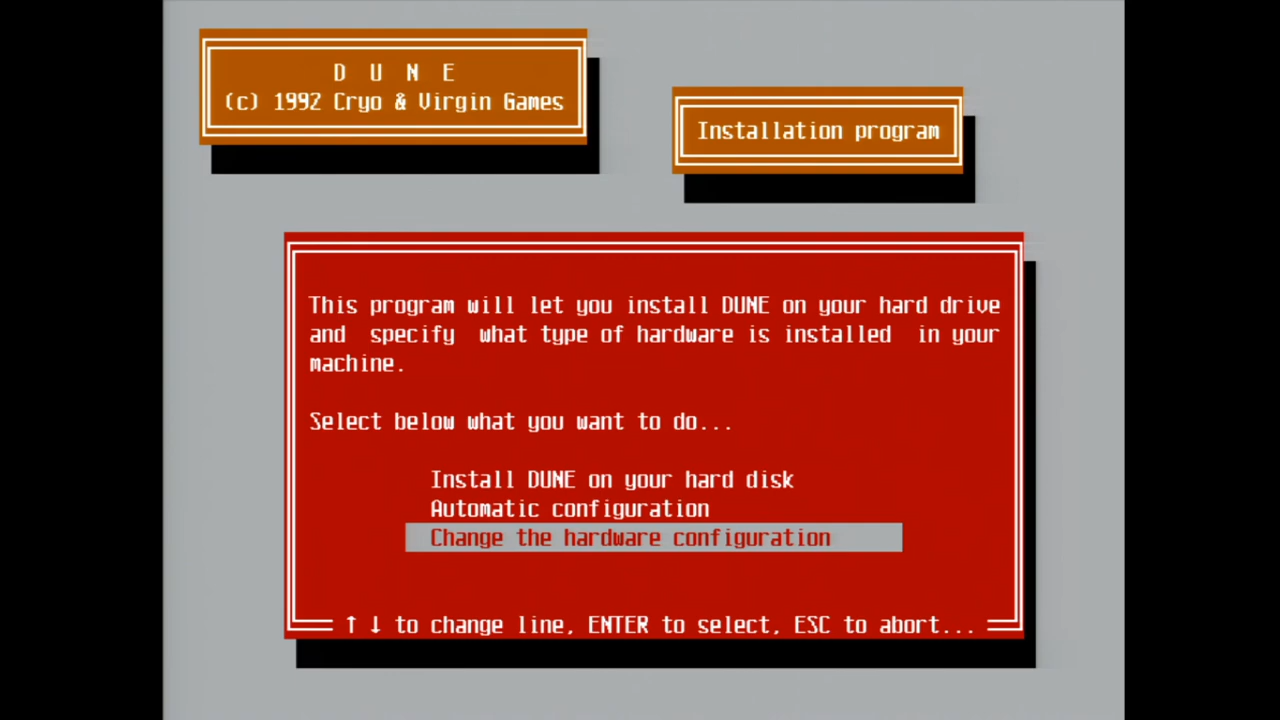 D U N E
(c) 1992 Cryo & Virgin Games
Installation program
This program will let you install DUNE on your hard drive
and specify what type of hardware is installed in your
machine.
Select below what you want to do...
Install DUNE on your hard disk
Automatic configuration
Change the hardware configuration
↑ ↓ to change line, ENTER to select, ESC to abort...